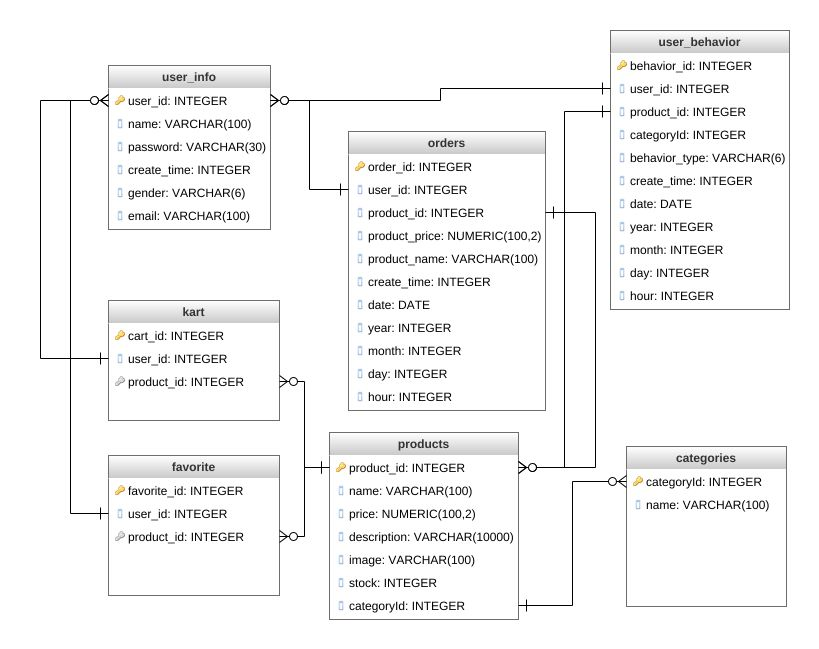 user_info
user_id: INTEGER
name: VARCHAR(100)
password: VARCHAR(30)
create_time: INTEGER
gender: VARCHAR(6)
email: VARCHAR(100)
user_behavior
behavior_id: INTEGER
user_id: INTEGER
product_id: INTEGER
categoryId: INTEGER
behavior_type: VARCHAR(6)
create_time: INTEGER
date: DATE
year: INTEGER
month: INTEGER
day: INTEGER
hour: INTEGER
orders
order_id: INTEGER
user_id: INTEGER
product_id: INTEGER
product_price: NUMERIC(100,2)
product_name: VARCHAR(100)
create_time: INTEGER
date: DATE
year: INTEGER
month: INTEGER
day: INTEGER
hour: INTEGER
kart
cart_id: INTEGER
user_id: INTEGER
product_id: INTEGER
favorite
favorite_id: INTEGER
user_id: INTEGER
product_id: INTEGER
products
product_id: INTEGER
name: VARCHAR(100)
price: NUMERIC(100,2)
description: VARCHAR(10000)
image: VARCHAR(100)
stock: INTEGER
categoryId: INTEGER
categories
categoryId: INTEGER
name: VARCHAR(100)